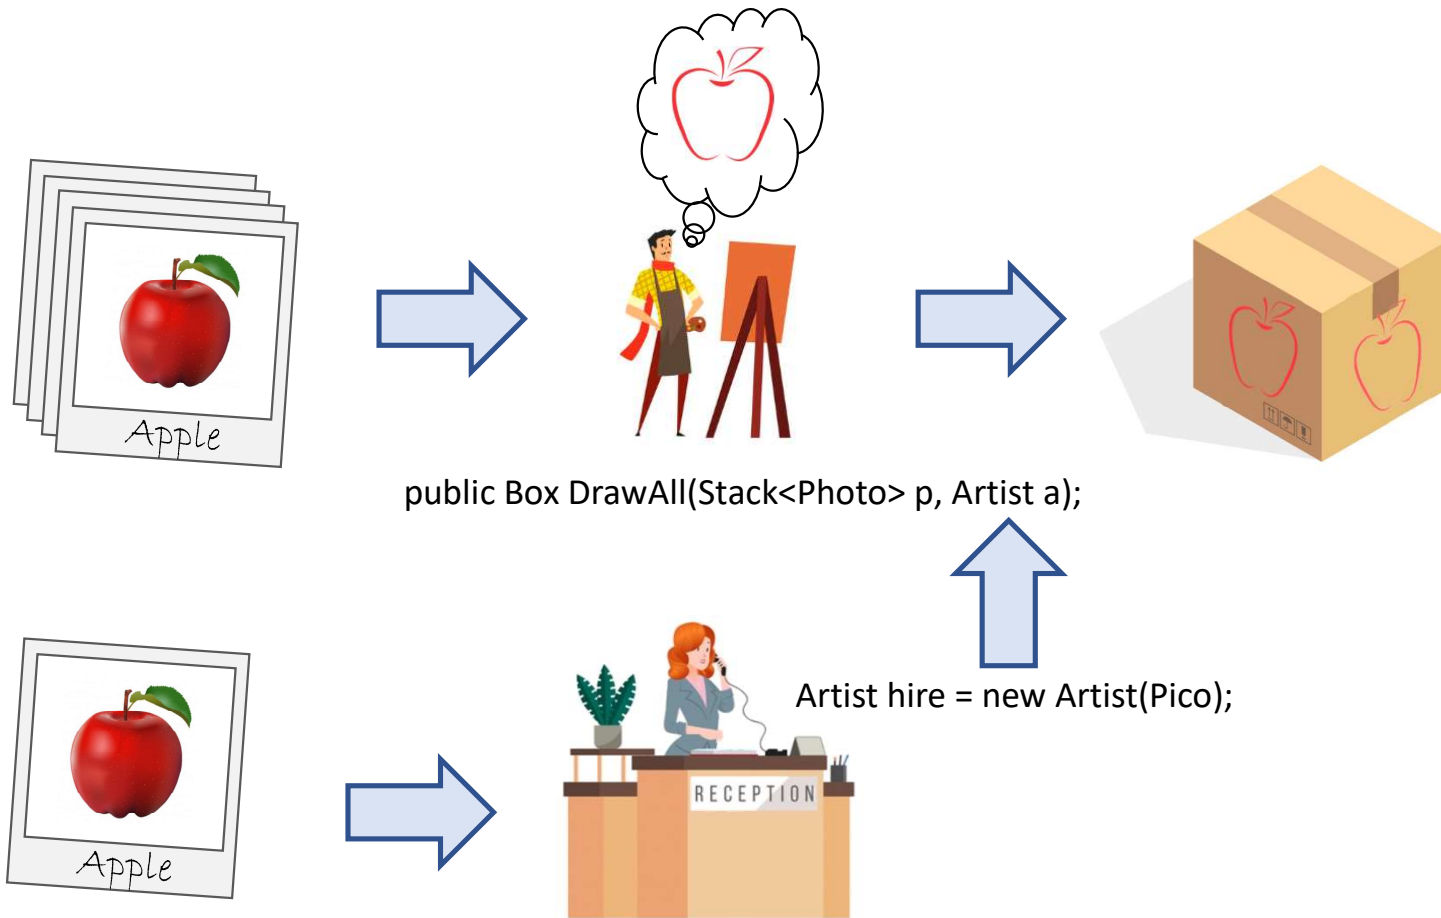 Apple
public Box DrawAll(Stack<Photo> p, Artist a);
Artist hire = new Artist(Pico);
RECEPTION
Apple